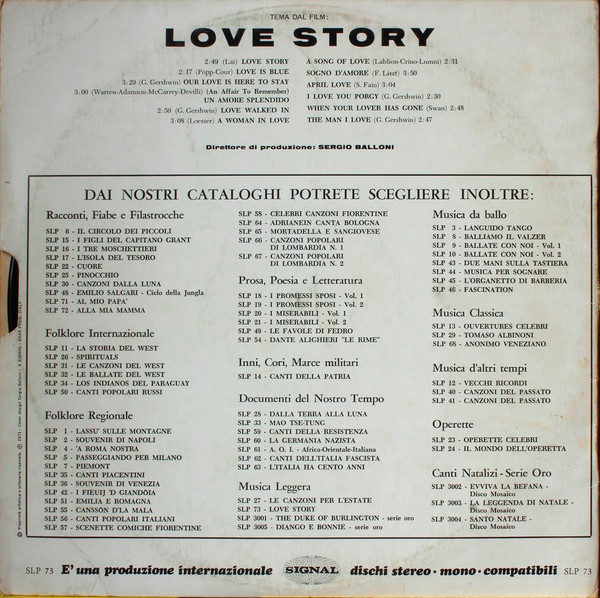 TEMA DAL FILM:
LOVE STORY
2:49 (Lai) LOVE STORY
2:17 (Popp-Cour) LOVE IS BLUE
3:29 (G. Gershwin) OUR LOVE IS HERE TO STAY
3:00 (Warren-Adamson-McCarrey-Devilli) (An Affair To Remember)
UN AMORE SPLENDIDO
2:50 (G. Gershwin) LOVE WALKED IN
3:08 (Loesser) A WOMAN IN LOVE
A SONG OF LOVE (Lablion-Crino-Lunni) 2:31
SOGNO D'AMORE (F. Liszt) 3:50
APRIL LOVE (S. Fain) 3:04
I LOVE YOU PORGY (G. Gershwin) 2:30
WHEN YOUR LOVER HAS GONE (Swan) 2:48
THE MAN I LOVE (G. Gershwin) 2:47
Direttore di produzione: SERGIO BALLONI
DAI NOSTRI CATALOGHI POTRETE SCEGLIERE INOLTRE:
Racconti, Fiabe e Filastrocche
SLP 6 - IL CIRCOLO DEI PICCOLI
SLP 15 - I FIGLI DEL CAPITANO GRANT
SLP 16 - I TRE MOSCHETTIERI
SLP 17 - L'ISOLA DEL TESORO
SLP 22 - CUORE
SLP 25 - PINOCCHIO
SLP 30 - CANZONI DALLA LUNA
SLP 48 - EMILIO SALGARI - Ciclo della Jungla
SLP 71 - AL MIO PAPA'
SLP 72 - ALLA MIA MAMMA
Folklore Internazionale
SLP 11 - LA STORIA DEL WEST
SLP 26 - SPIRITUALS
SLP 31 - LE CANZONI DEL WEST
SLP 32 - LE BALLATE DEL WEST
SLP 34 - LOS INDIANOS DEL PARAGUAY
SLP 50 - CANTI POPOLARI RUSSI
Folklore Regionale
SLP 1 - LASSU' SULLE MONTAGNE
SLP 2 - SOUVENIR DI NAPOLI
SLP 4 - 'A ROMA NOSTRA
SLP 5 - PASSEGGIANDO PER MILANO
SLP 7 - PIEMONT
SLP 35 - CANTI PIACENTINI
SLP 36 - SOUVENIR DI VENEZIA
SLP 42 - I FIEUIJ 'D GIANDÖIA
SLP 51 - EMILIA E ROMAGNA
SLP 55 - CANSSÖN D'LA MALA
SLP 56 - CANTI POPOLARI ITALIANI
SLP 57 - SCENETTE COMICHE FIORENTINE
SLP 58 - CELEBRI CANZONI FIORENTINE
SLP 64 - ADRIANEIN CANTA BOLOGNA
SLP 65 - MORTADELLA E SANGIOVESE
SLP 66 - CANZONI POPOLARI
DI LOMBARDIA N. 1
SLP 67 - CANZONI POPOLARI
DI LOMBARDIA N. 2
Prosa, Poesia e Letteratura
SLP 18 - I PROMESSI SPOSI - Vol. 1
SLP 19 - I PROMESSI SPOSI - Vol. 2
SLP 20 - I MISERABILI - Vol. 1
SLP 21 - I MISERABILI - Vol. 2
SLP 49 - LE FAVOLE DI FEDRO
SLP 54 - DANTE ALIGHIERI "LE RIME"
Inni, Cori, Marce militari
SLP 14 - CANTI DELLA PATRIA
Documenti del Nostro Tempo
SLP 28 - DALLA TERRA ALLA LUNA
SLP 33 - MAO TSE-TUNG
SLP 59 - CANTI DELLA RESISTENZA
SLP 60 - LA GERMANIA NAZISTA
SLP 61 - A. O. I. - Africa-Orientale-Italiana
SLP 62 - CANTI DELL'ITALIA FASCISTA
SLP 63 - L'ITALIA HA CENTO ANNI
Musica Leggera
SLP 27 - LE CANZONI PER L'ESTATE
SLP 73 - LOVE STORY
SLP 3001 - THE DUKE OF BURLINGTON - serie oro
SLP 3005 - DIANGO E BONNIE - serie oro
Musica da ballo
SLP 3 - LANGUIDO TANGO
SLP 8 - BALLIAMO IL VALZER
SLP 9 - BALLATE CON NOI - Vol. 1
SLP 10 - BALLATE CON NOI - Vol. 2
SLP 43 - DUE MANI SULLA TASTIERA
SLP 44 - MUSICA PER SOGNARE
SLP 45 - L'ORGANETTO DI BARBERIA
SLP 46 - FASCINATION
Musica Classica
SLP 13 - OUVERTURES CELEBRI
SLP 29 - TOMASO ALBINONI
SLP 68 - ANONIMO VENEZIANO
Musica d'altri tempi
SLP 12 - VECCHI RICORDI
SLP 40 - CANZONI DEL PASSATO
SLP 41 - CANZONI DEL PASSATO
Operette
SLP 23 - OPERETTE CELEBRI
SLP 24 - IL MONDO DELL'OPERETTA
Canti Natalizi - Serie Oro
SLP 3002 - EVVIVA LA BEFANA -
Disco Mosaico
SLP 3003 - LA LEGGENDA DI NATALE -
Disco Mosaico
SLP 3004 - SANTO NATALE -
Disco Mosaico
SLP 73 E' una produzione internazionale SIGNAL dischi stereo · mono · compatibili SLP 73